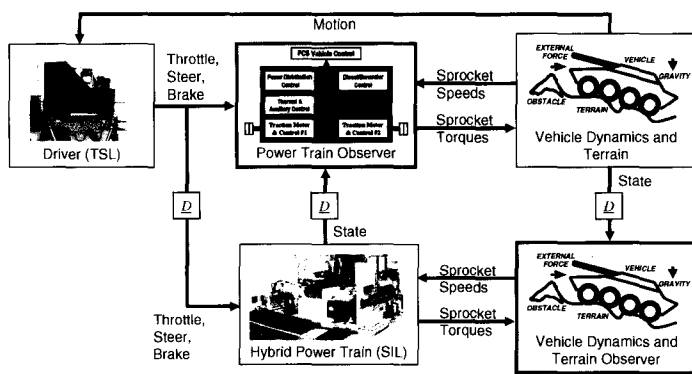 Motion
Throttle,
Steer,
Brake
Driver (TSL)
FCS Vehicle Control
Power Distribution
Control
Diesel/Generator
Control
Thermal &
Auxiliary Control
Traction Motor
& Control #1
Traction Motor
& Control #2
Power Train Observer
Sprocket
Speeds
Sprocket
Torques
EXTERNAL
FORCE
VEHICLE
GRAVITY
OBSTACLE
TERRAIN
Vehicle Dynamics and
Terrain
D
D
State
State
D
Throttle,
Steer,
Brake
Hybrid Power Train (SIL)
Sprocket
Speeds
Sprocket
Torques
EXTERNAL
FORCE
VEHICLE
GRAVITY
OBSTACLE
TERRAIN
Vehicle Dynamics and
Terrain Observer